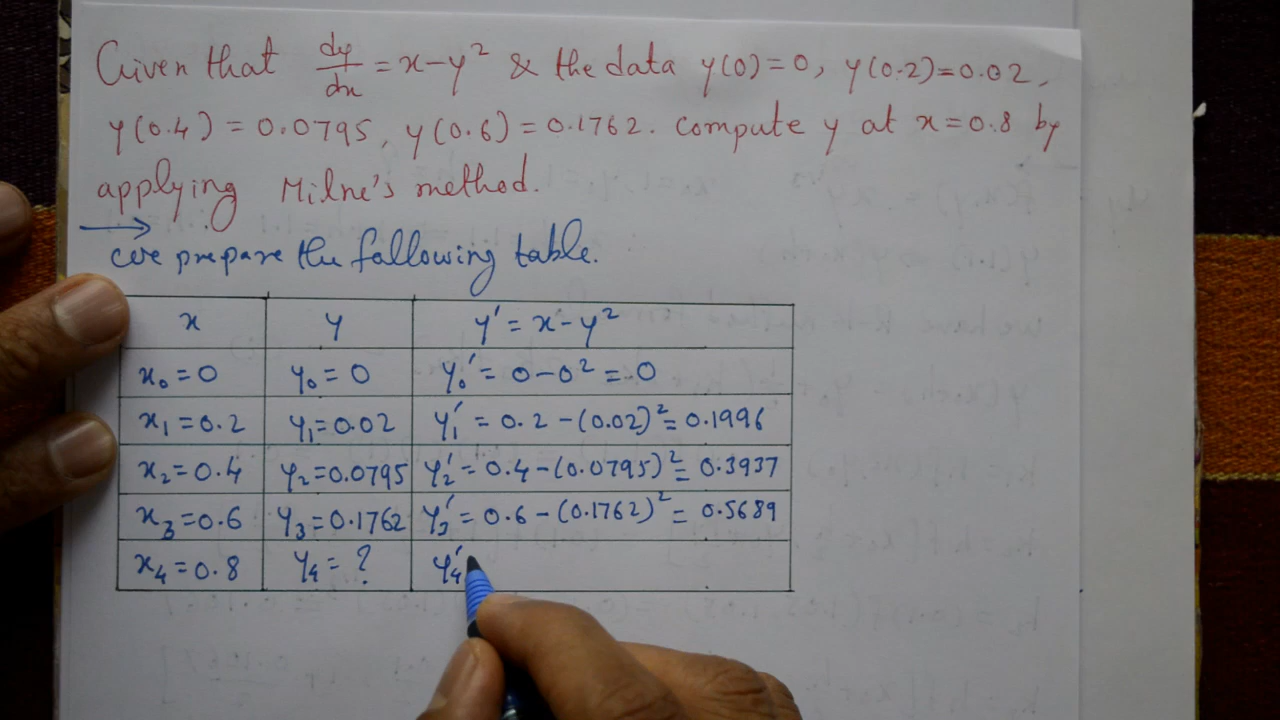 Given that dy/dx = x-y² & the data y(0)=0, y(0.2)=0.02,
y(0.4)=0.0795, y(0.6)=0.1762. Compute y at x=0.8 by
applying Milne's method.
we prepare the following table.
x y y' = x-y²
x₀=0 y₀=0 y₀' = 0-0² = 0
x₁=0.2 y₁=0.02 y₁' = 0.2-(0.02)² = 0.1996
x₂=0.4 y₂=0.0795 y₂' = 0.4-(0.0795)² = 0.3937
x₃=0.6 y₃=0.1762 y₃' = 0.6-(0.1762)² = 0.5689
x₄=0.8 y₄=? y₄'